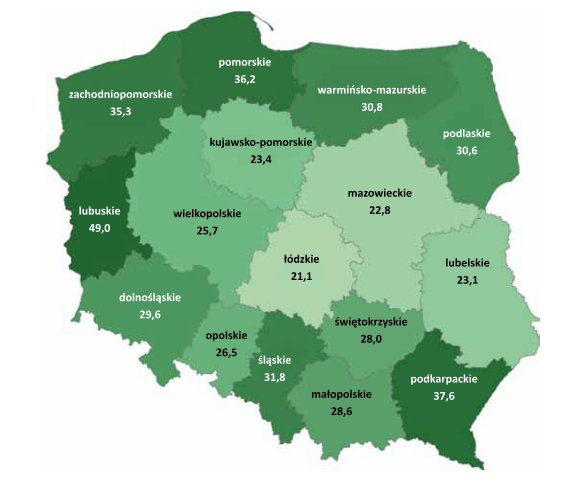 pomorskie
36,2
zachodniopomorskie
35,3
warmińsko-mazurskie
30,8
podlaskie
30,6
kujawsko-pomorskie
23,4
mazowieckie
22,8
lubuskie
49,0
wielkopolskie
25,7
łódzkie
21,1
lubelskie
23,1
dolnośląskie
29,6
opolskie
26,5
świętokrzyskie
28,0
śląskie
31,8
małopolskie
28,6
podkarpackie
37,6